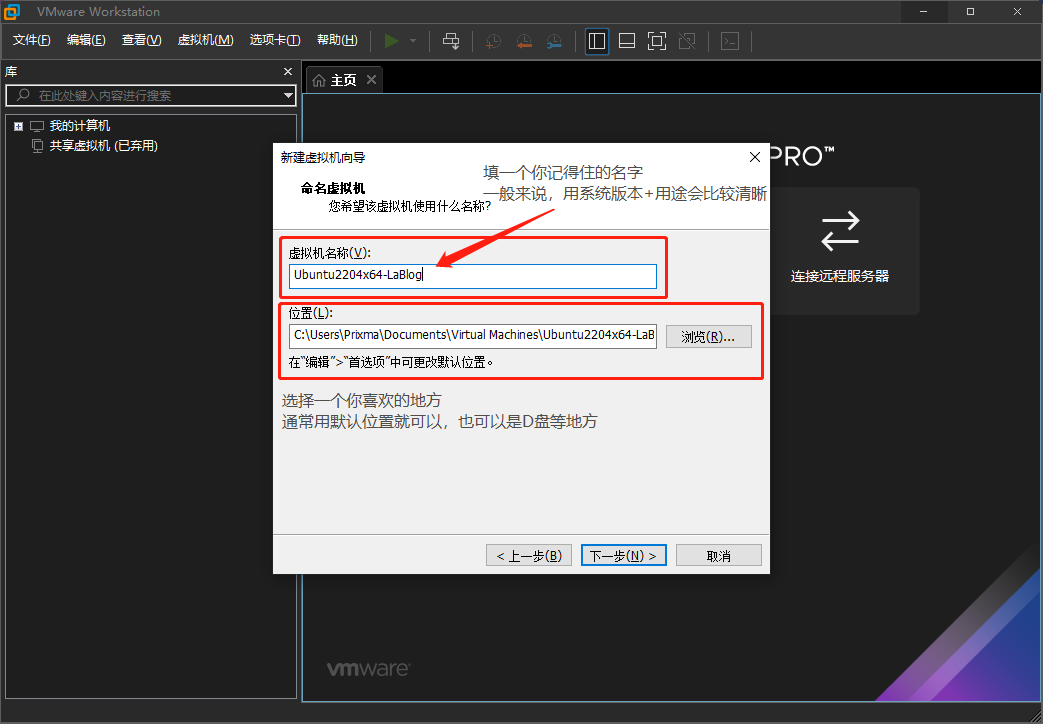 VMware Workstation
文件(F) 编辑(E) 查看(V) 虚拟机(M) 选项卡(T) 帮助(H)
库
在此处键入内容进行搜索
我的计算机
共享虚拟机 (已弃用)
主页
PRO™
连接远程服务器
新建虚拟机向导
命名虚拟机
您希望该虚拟机使用什么名称?
填一个你记得住的名字
一般来说，用系统版本+用途会比较清晰
虚拟机名称(V):
Ubuntu2204x64-LaBlog
位置(L):
C:\Users\Prixma\Documents\Virtual Machines\Ubuntu2204x64-LaB
浏览(R)...
在“编辑”>“首选项”中可更改默认位置。
选择一个你喜欢的地方
通常用默认位置就可以，也可以是D盘等地方
< 上一步(B) 下一步(N) > 取消
vmware